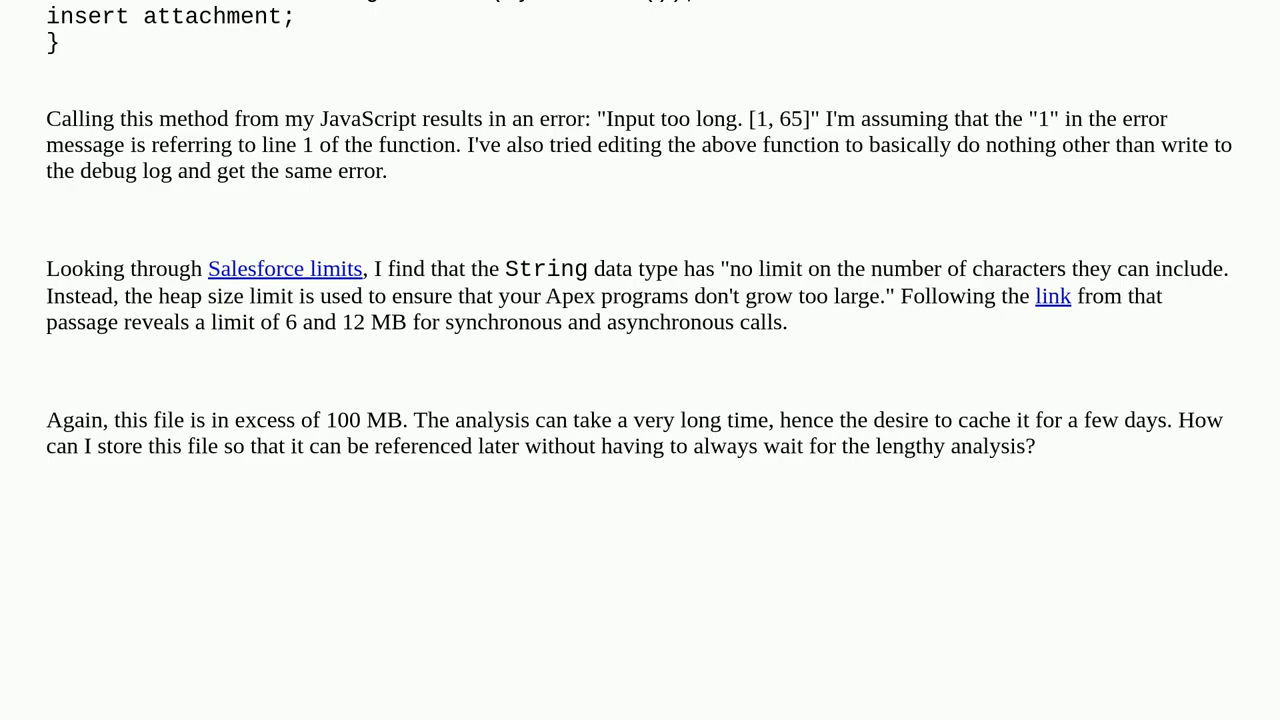 insert attachment;
}
Calling this method from my JavaScript results in an error: "Input too long. [1, 65]" I'm assuming that the "1" in the error
message is referring to line 1 of the function. I've also tried editing the above function to basically do nothing other than write to
the debug log and get the same error.
Looking through Salesforce limits, I find that the String data type has "no limit on the number of characters they can include.
Instead, the heap size limit is used to ensure that your Apex programs don't grow too large." Following the link from that
passage reveals a limit of 6 and 12 MB for synchronous and asynchronous calls.
Again, this file is in excess of 100 MB. The analysis can take a very long time, hence the desire to cache it for a few days. How
can I store this file so that it can be referenced later without having to always wait for the lengthy analysis?